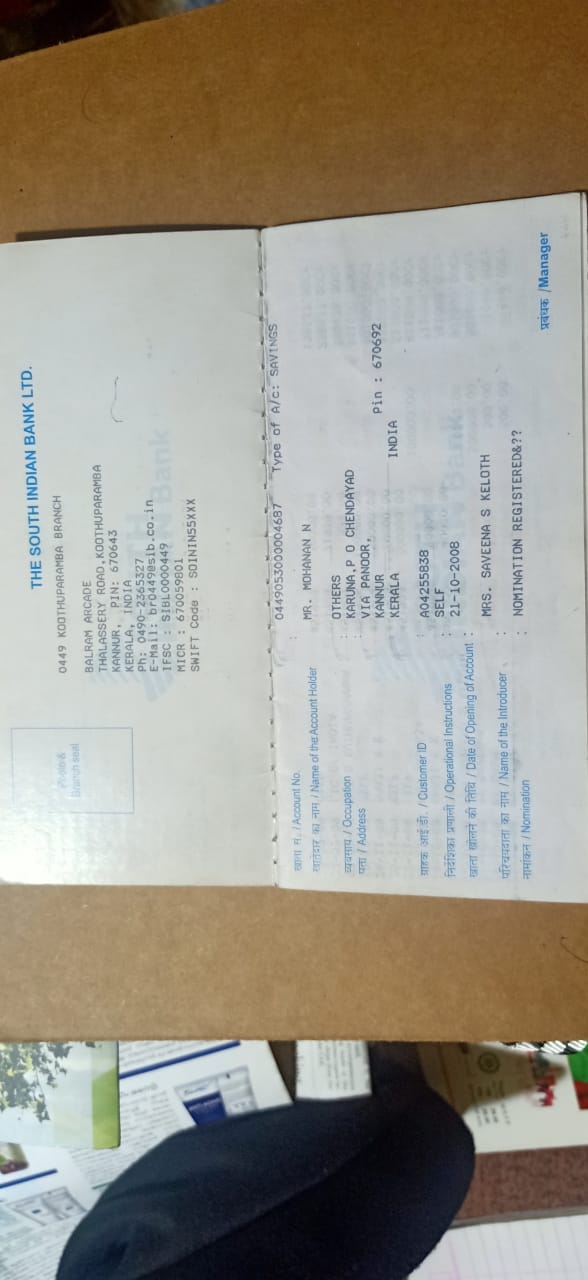 THE SOUTH INDIAN BANK LTD.
0449 KOOTHUPARAMBA BRANCH
BALRAM ARCADE
THALASSERY ROAD,KOOTHUPARAMBA
KANNUR, PIN: 670643
KERALA, INDIA
Ph: 0490-2365327
E-Mail: br0449@sib.co.in
IFSC : SIBL0000449
MICR : 670059801
SWIFT Code : SOININ55XXX
Photo &
Branch seal
खाता सं. / Account No. : 0449053000004687 Type of A/c: SAVINGS
खातेदार का नाम / Name of the Account Holder : MR. MOHANAN N
व्यवसाय / Occupation : OTHERS
पता / Address : KARUNA,P O CHENDAYAD
VIA PANOOR,
KANNUR Pin : 670692
KERALA INDIA
ग्राहक आई.डी. / Customer ID : A04255838
निर्देशिका प्रणाली / Operational Instructions : SELF
खाता खोलने की तिथि / Date of Opening of Account : 21-10-2008
परिचयदाता का नाम / Name of the Introducer : MRS. SAVEENA S KELOTH
नामांकन / Nomination : NOMINATION REGISTERED&??
प्रबंधक /Manager